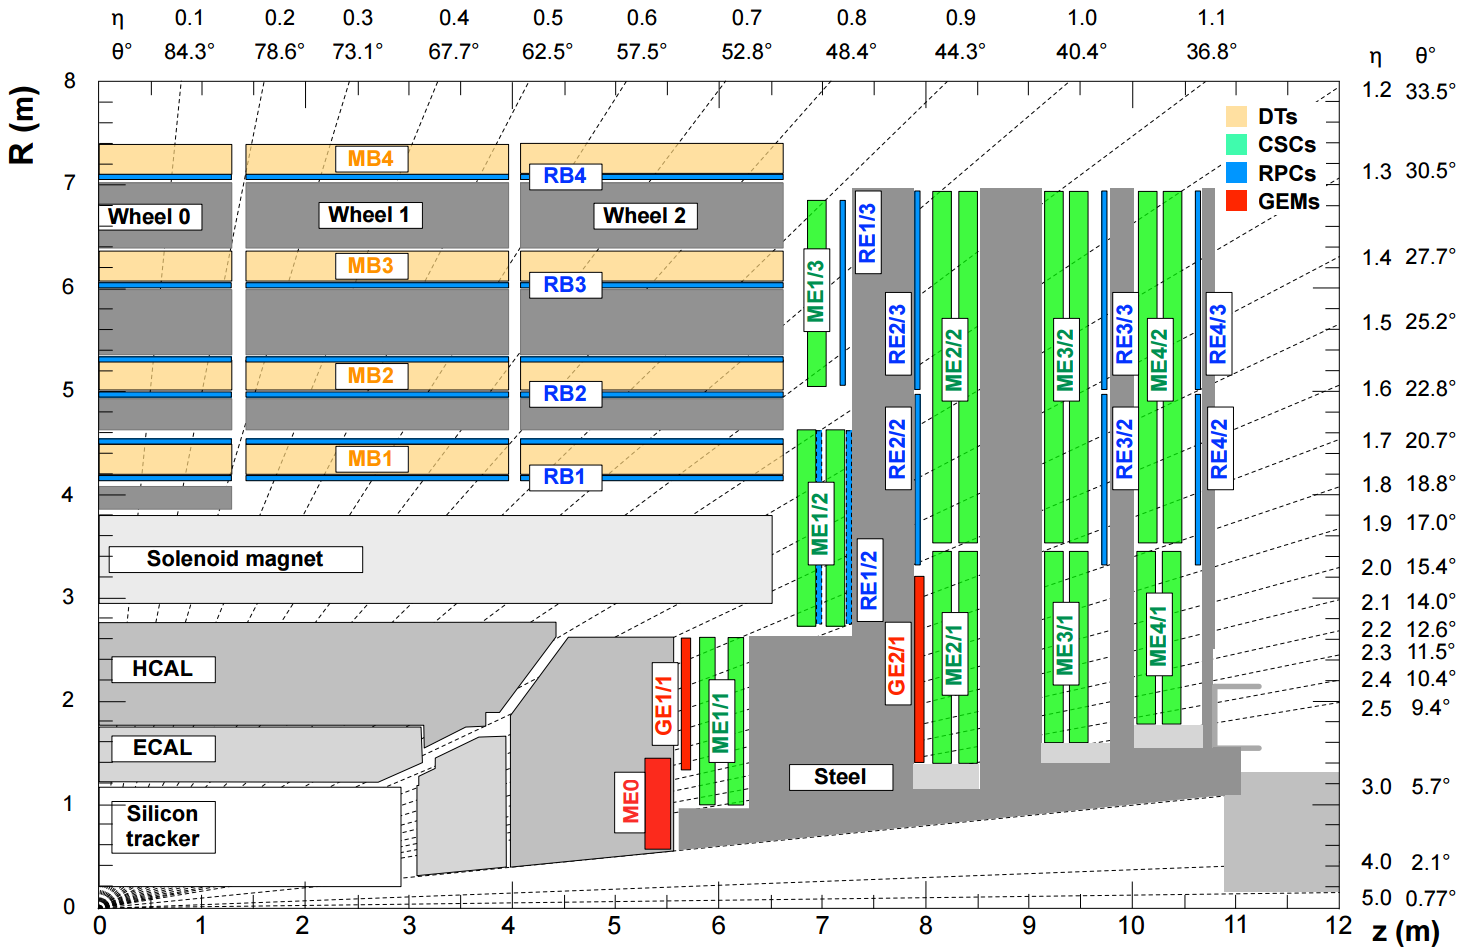 η 0.1 0.2 0.3 0.4 0.5 0.6 0.7 0.8 0.9 1.0 1.1
θ° 84.3° 78.6° 73.1° 67.7° 62.5° 57.5° 52.8° 48.4° 44.3° 40.4° 36.8°
η θ°
R (m)
8
7
6
5
4
3
2
1
0
1.2 33.5°
1.3 30.5°
1.4 27.7°
1.5 25.2°
1.6 22.8°
1.7 20.7°
1.8 18.8°
1.9 17.0°
2.0 15.4°
2.1 14.0°
2.2 12.6°
2.3 11.5°
2.4 10.4°
2.5 9.4°
3.0 5.7°
4.0 2.1°
5.0 0.77°
DTs
CSCs
RPCs
GEMs
MB4
RB4
Wheel 0
Wheel 1
Wheel 2
MB3
RB3
MB2
RB2
MB1
RB1
Solenoid magnet
HCAL
ECAL
Silicon
tracker
Steel
ME0
GE1/1
ME1/1
ME1/2
ME1/3
RE1/3
RE1/2
RE2/3
RE2/2
GE2/1
ME2/2
ME2/1
ME3/2
ME3/1
RE3/3
RE3/2
ME4/2
ME4/1
RE4/3
RE4/2
0 1 2 3 4 5 6 7 8 9 10 11 12
z (m)